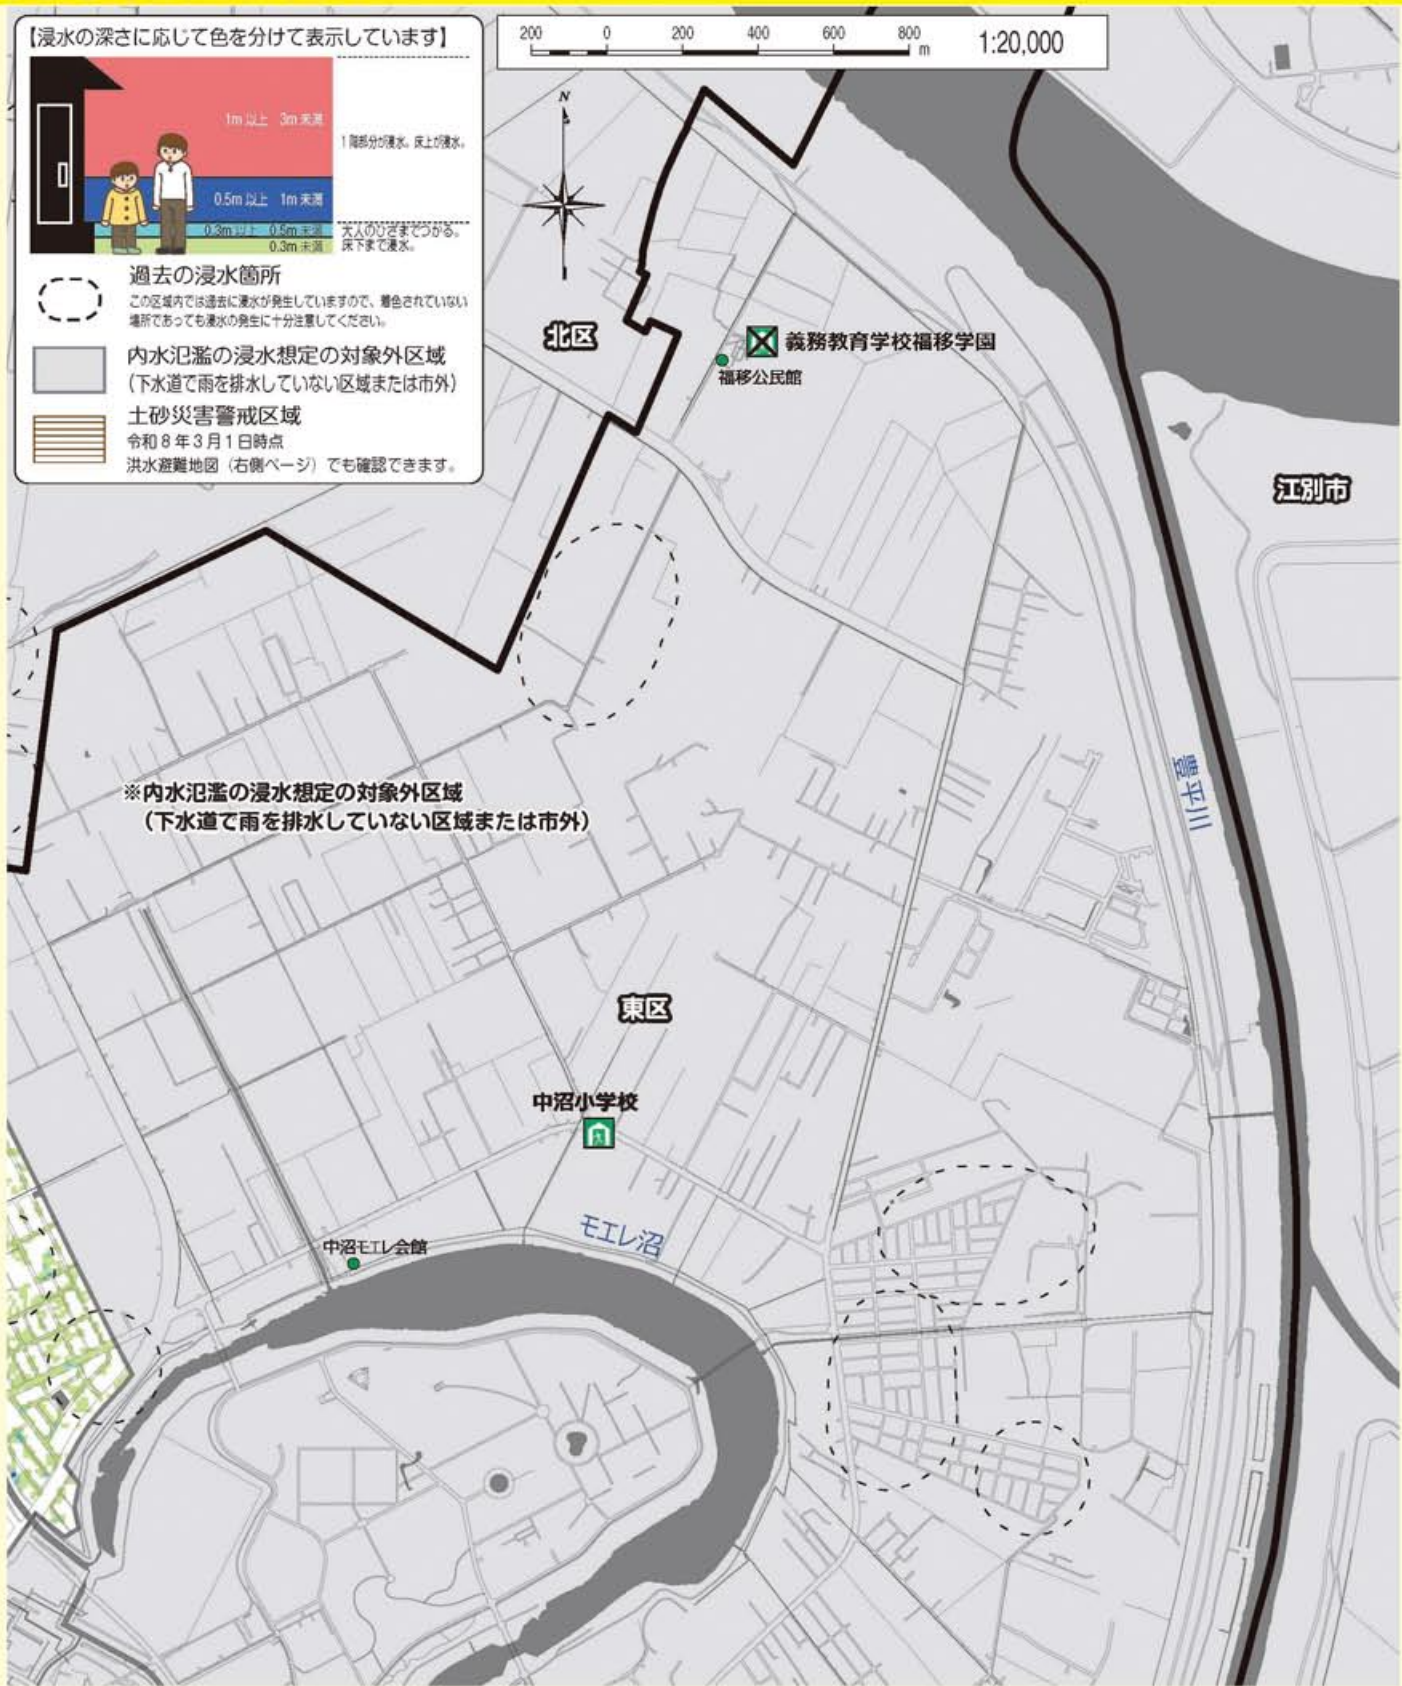 【浸水の深さに応じて色を分けて表示しています】
1m 以上 3m 未満
1階部分が浸水。床上が浸水。
0.5m 以上 1m 未満
0.3m 以上 0.5m 未満
0.3m 未満
大人のひざまでつかる。
床下まで浸水。
過去の浸水箇所
この区域内では過去に浸水が発生していますので、着色されていない
場所であっても浸水の発生に十分注意してください。
内水氾濫の浸水想定の対象外区域
(下水道で雨を排水していない区域または市外)
土砂災害警戒区域
令和8年3月1日時点
洪水避難地図(右側ページ)でも確認できます。
200 0 200 400 600 800 m
1:20,000
N
北区
義務教育学校福移学園
福移公民館
江別市
豊平川
※内水氾濫の浸水想定の対象外区域
(下水道で雨を排水していない区域または市外)
東区
中沼小学校
モエレ沼
中沼モエレ会館